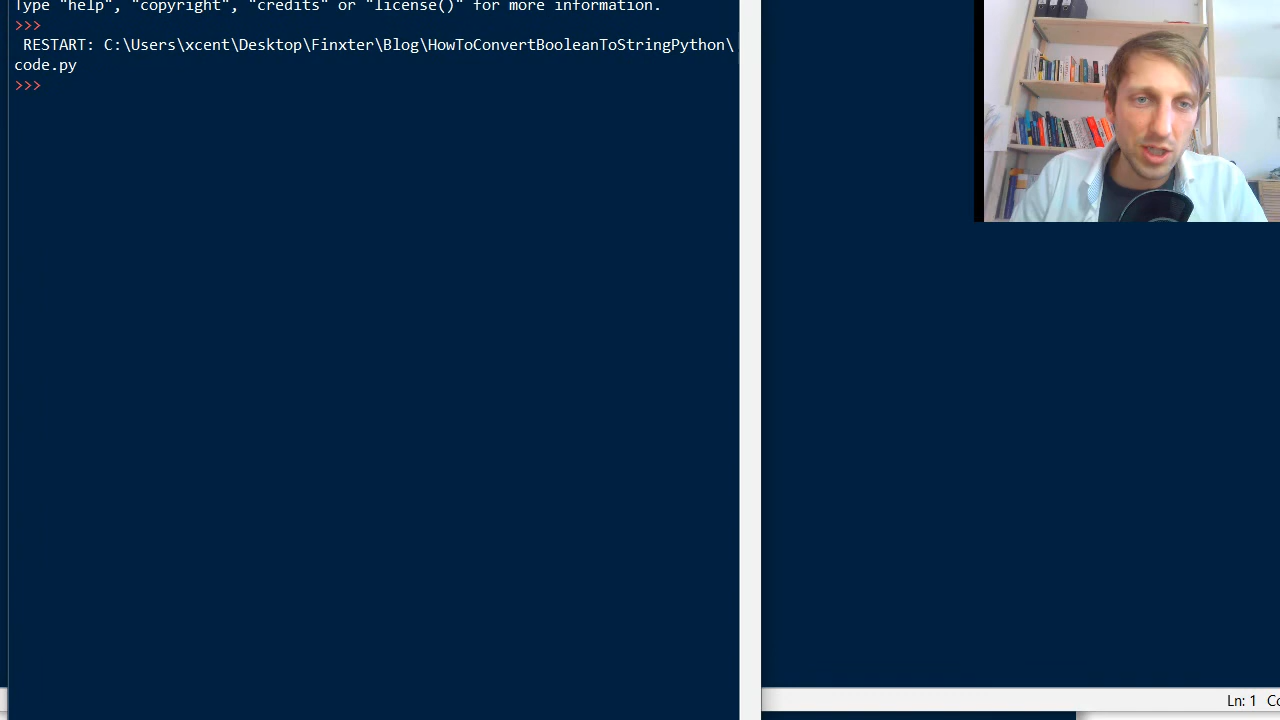 Type "help", "copyright", "credits" or "license()" for more information.
>>>
RESTART: C:\Users\xcent\Desktop\Finxter\Blog\HowToConvertBooleanToStringPython\
code.py
>>>
Ln: 1 Co